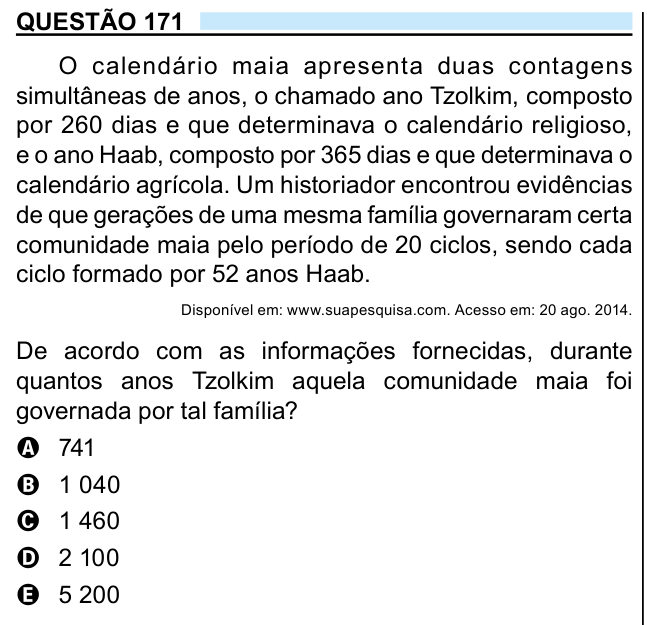 QUESTÃO 171
O calendário maia apresenta duas contagens
simultâneas de anos, o chamado ano Tzolkim, composto
por 260 dias e que determinava o calendário religioso,
e o ano Haab, composto por 365 dias e que determinava o
calendário agrícola. Um historiador encontrou evidências
de que gerações de uma mesma família governaram certa
comunidade maia pelo período de 20 ciclos, sendo cada
ciclo formado por 52 anos Haab.
Disponível em: www.suapesquisa.com. Acesso em: 20 ago. 2014.
De acordo com as informações fornecidas, durante
quantos anos Tzolkim aquela comunidade maia foi
governada por tal família?
A 741
B 1 040
C 1 460
D 2 100
E 5 200